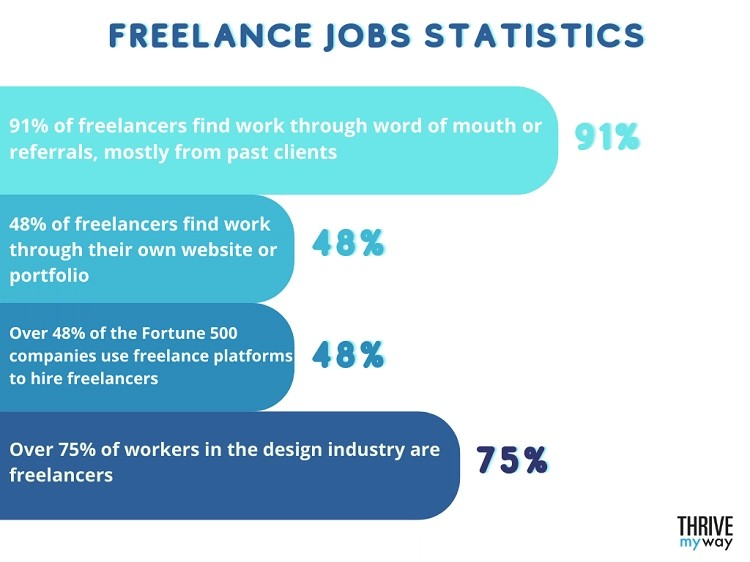 FREELANCE JOBS STATISTICS
91% of freelancers find work through word of mouth or
referrals, mostly from past clients
91%
48% of freelancers find work
through their own website or
portfolio
48%
Over 48% of the Fortune 500
companies use freelance platforms
to hire freelancers
48%
Over 75% of workers in the design industry are
freelancers
75%
THRIVE
my way